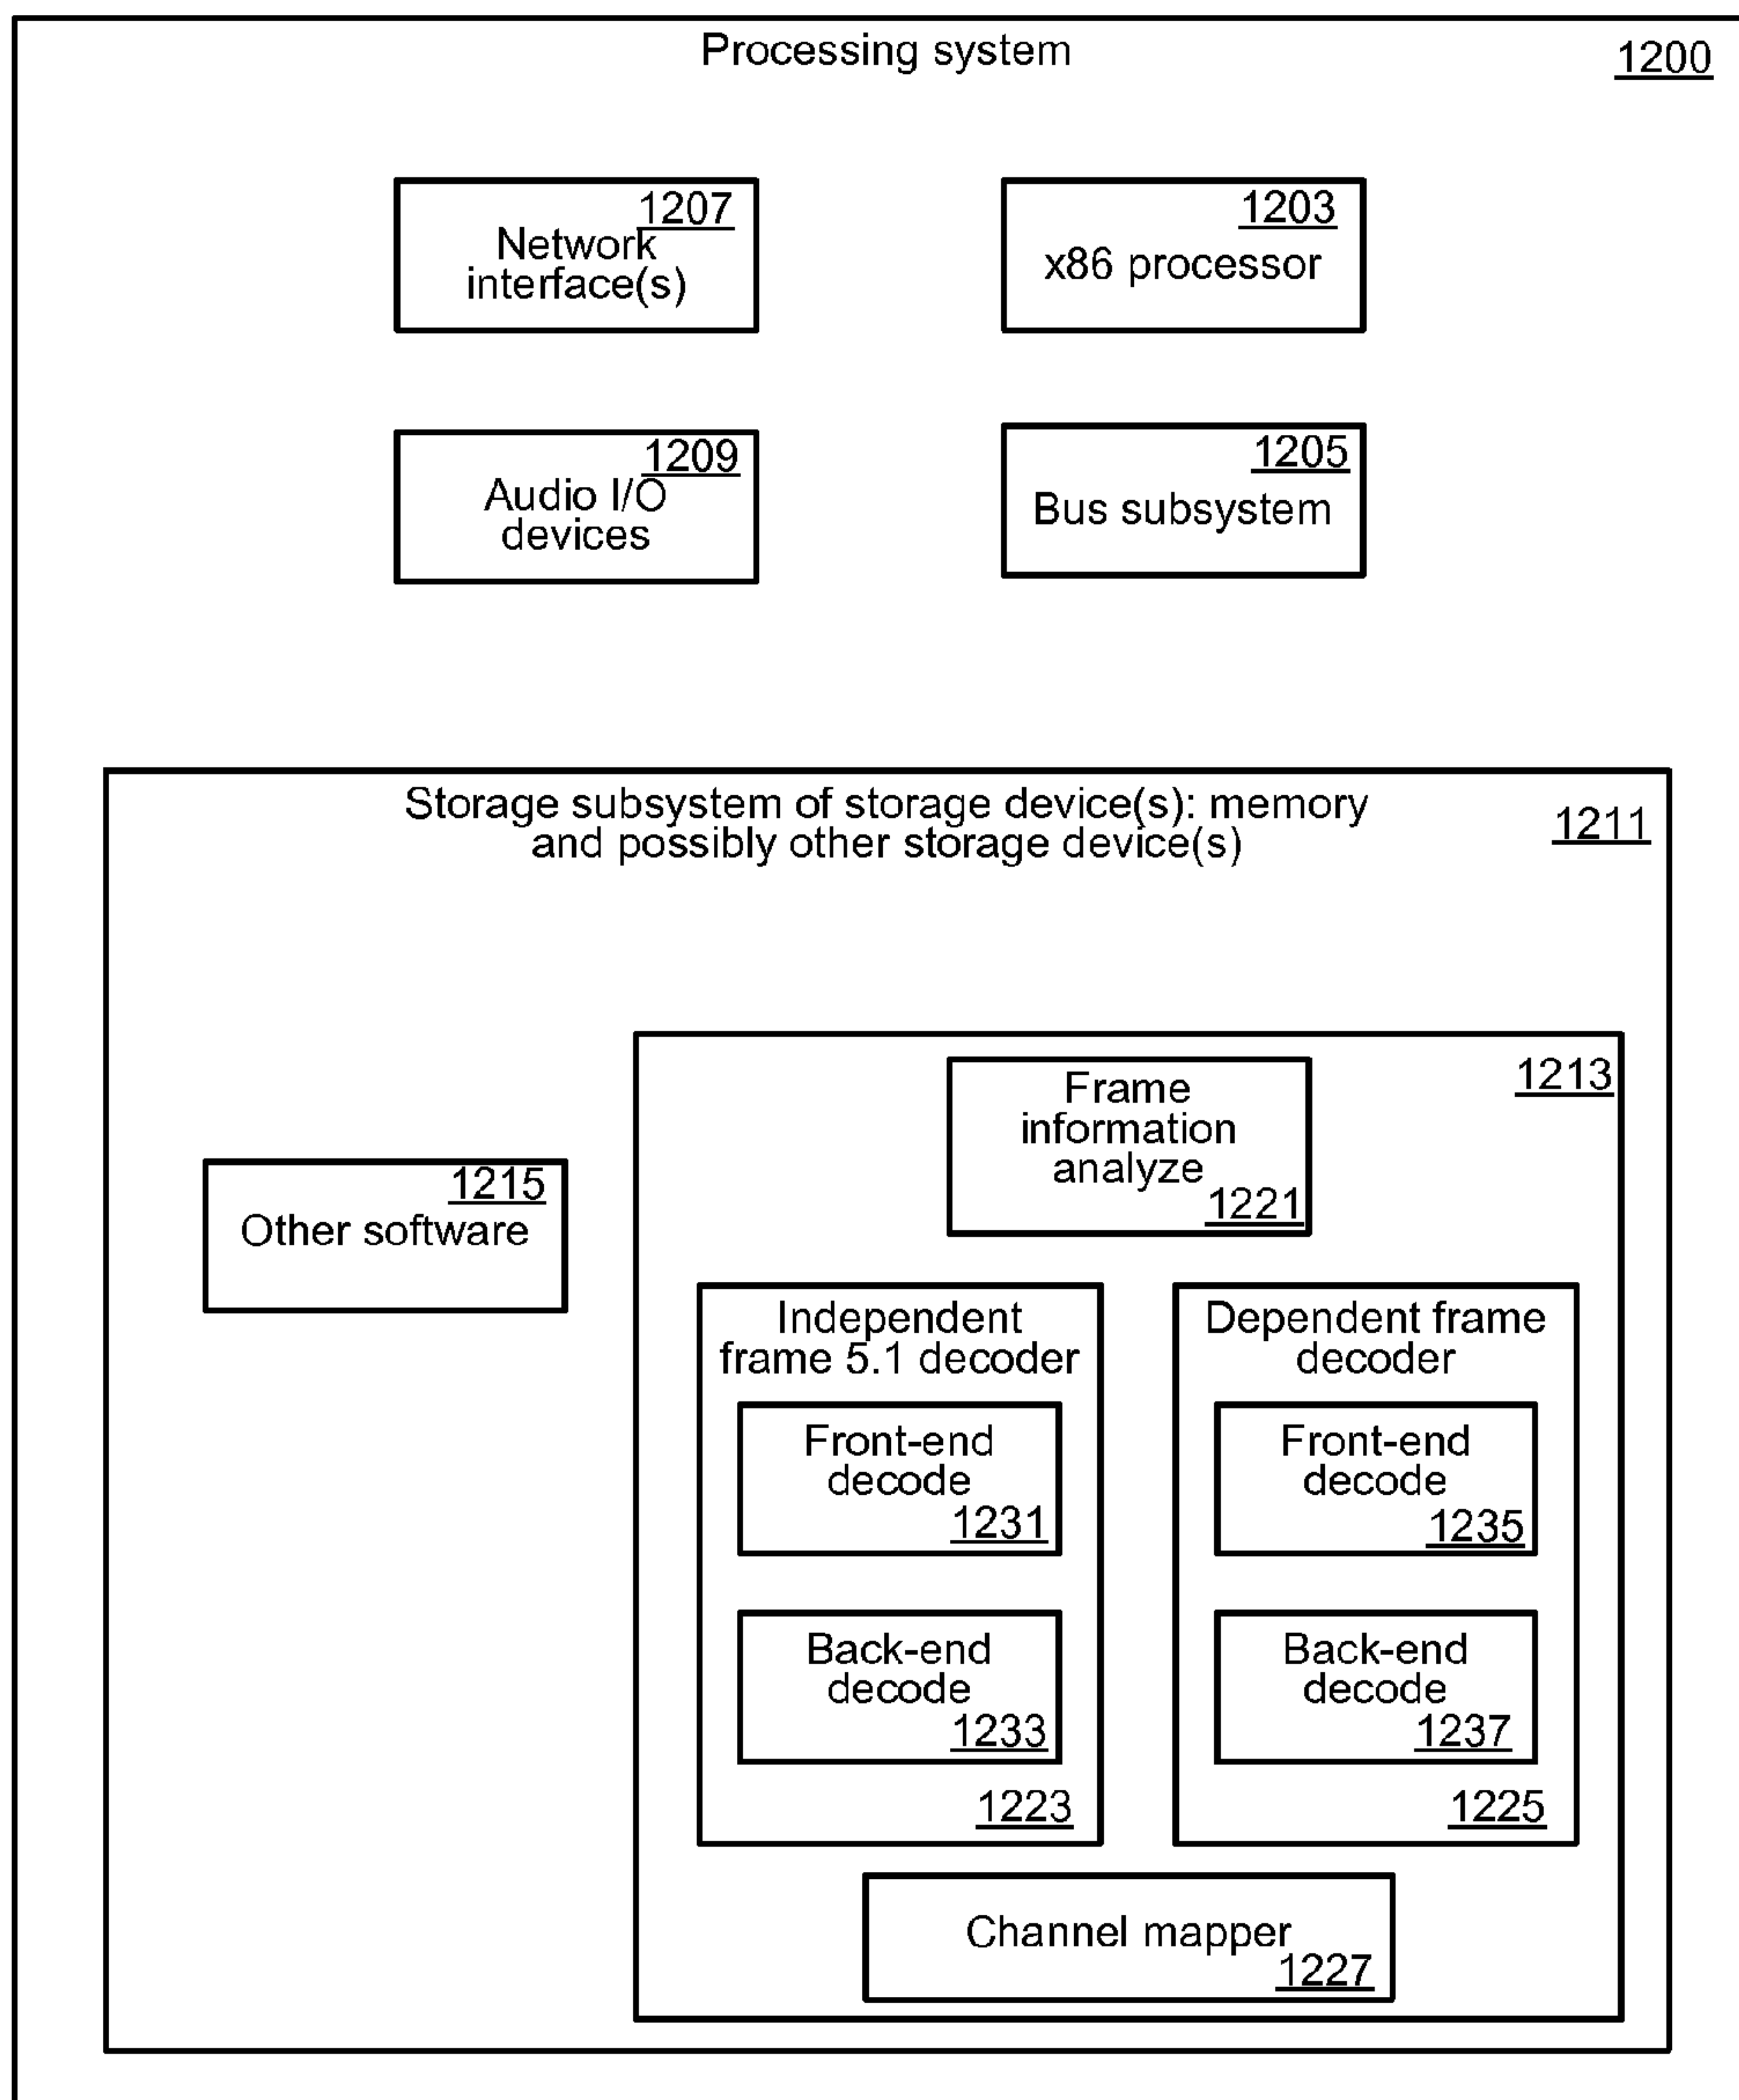 Processing system
1200
1207
Network
interface(s)
1203
x86 processor
1209
Audio I/O
devices
1205
Bus subsystem
Storage subsystem of storage device(s): memory
and possibly other storage device(s)
1211
1213
Frame
information
analyze
1221
1215
Other software
Independent
frame 5.1 decoder
Front-end
decode
1231
Back-end
decode
1233
1223
Dependent frame
decoder
Front-end
decode
1235
Back-end
decode
1237
1225
Channel mapper
1227